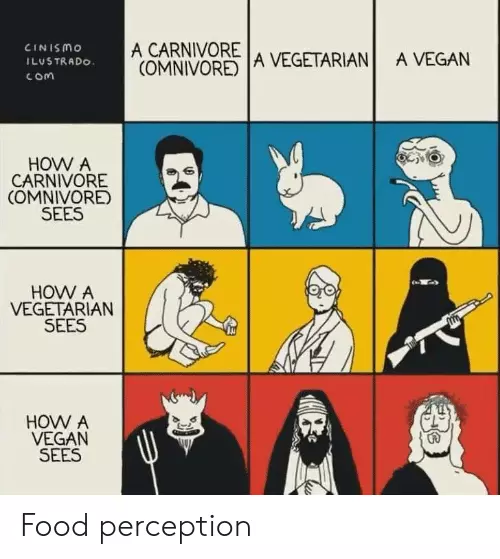 CINISMO
ILUSTRADO.
COM
A CARNIVORE
(OMNIVORE)
A VEGETARIAN
A VEGAN
HOW A
CARNIVORE
(OMNIVORE)
SEES
HOW A
VEGETARIAN
SEES
HOW A
VEGAN
SEES
Food perception